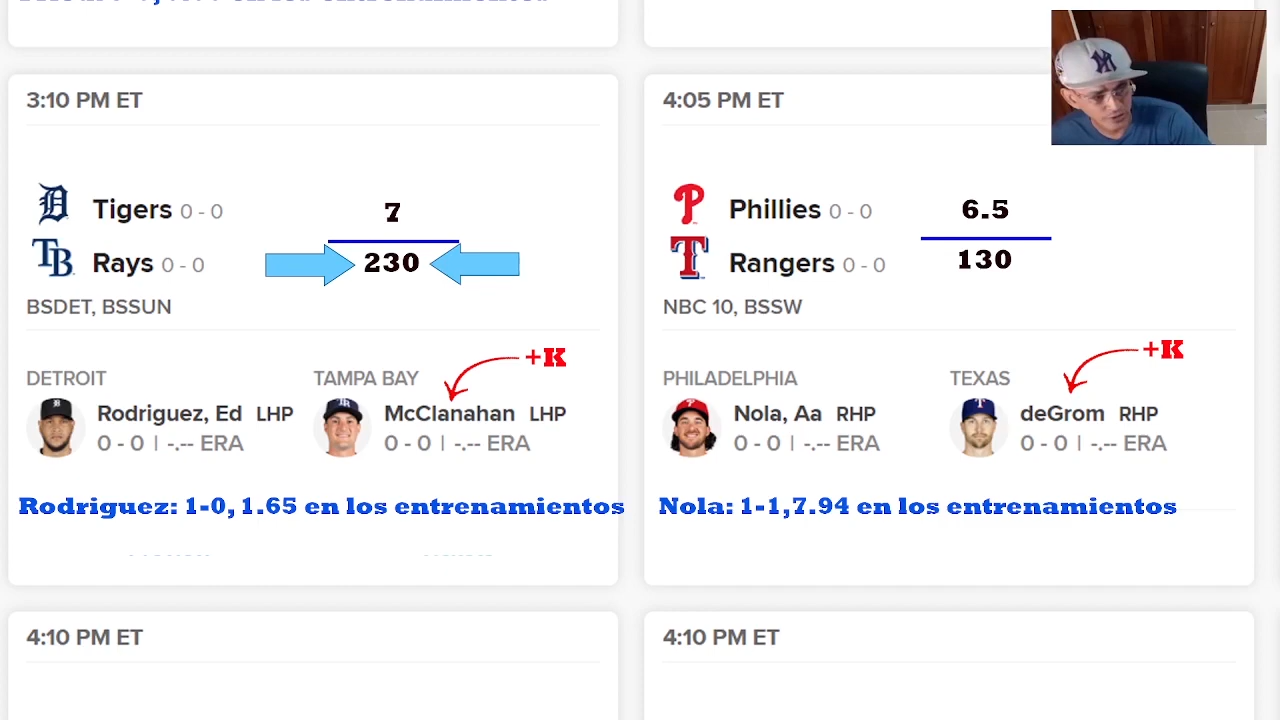 3:10 PM ET
Tigers 0 - 0
7
Rays 0 - 0
230
BSDET, BSSUN
+K
DETROIT
TAMPA BAY
Rodriguez, Ed LHP
McClanahan LHP
0 - 0 | -.-- ERA
0 - 0 | -.-- ERA
Rodriguez: 1-0, 1.65 en los entrenamientos
4:05 PM ET
Phillies 0 - 0
6.5
Rangers 0 - 0
130
NBC 10, BSSW
+K
PHILADELPHIA
TEXAS
Nola, Aa RHP
deGrom RHP
0 - 0 | -.-- ERA
0 - 0 | -.-- ERA
Nola: 1-1,7.94 en los entrenamientos
4:10 PM ET
4:10 PM ET